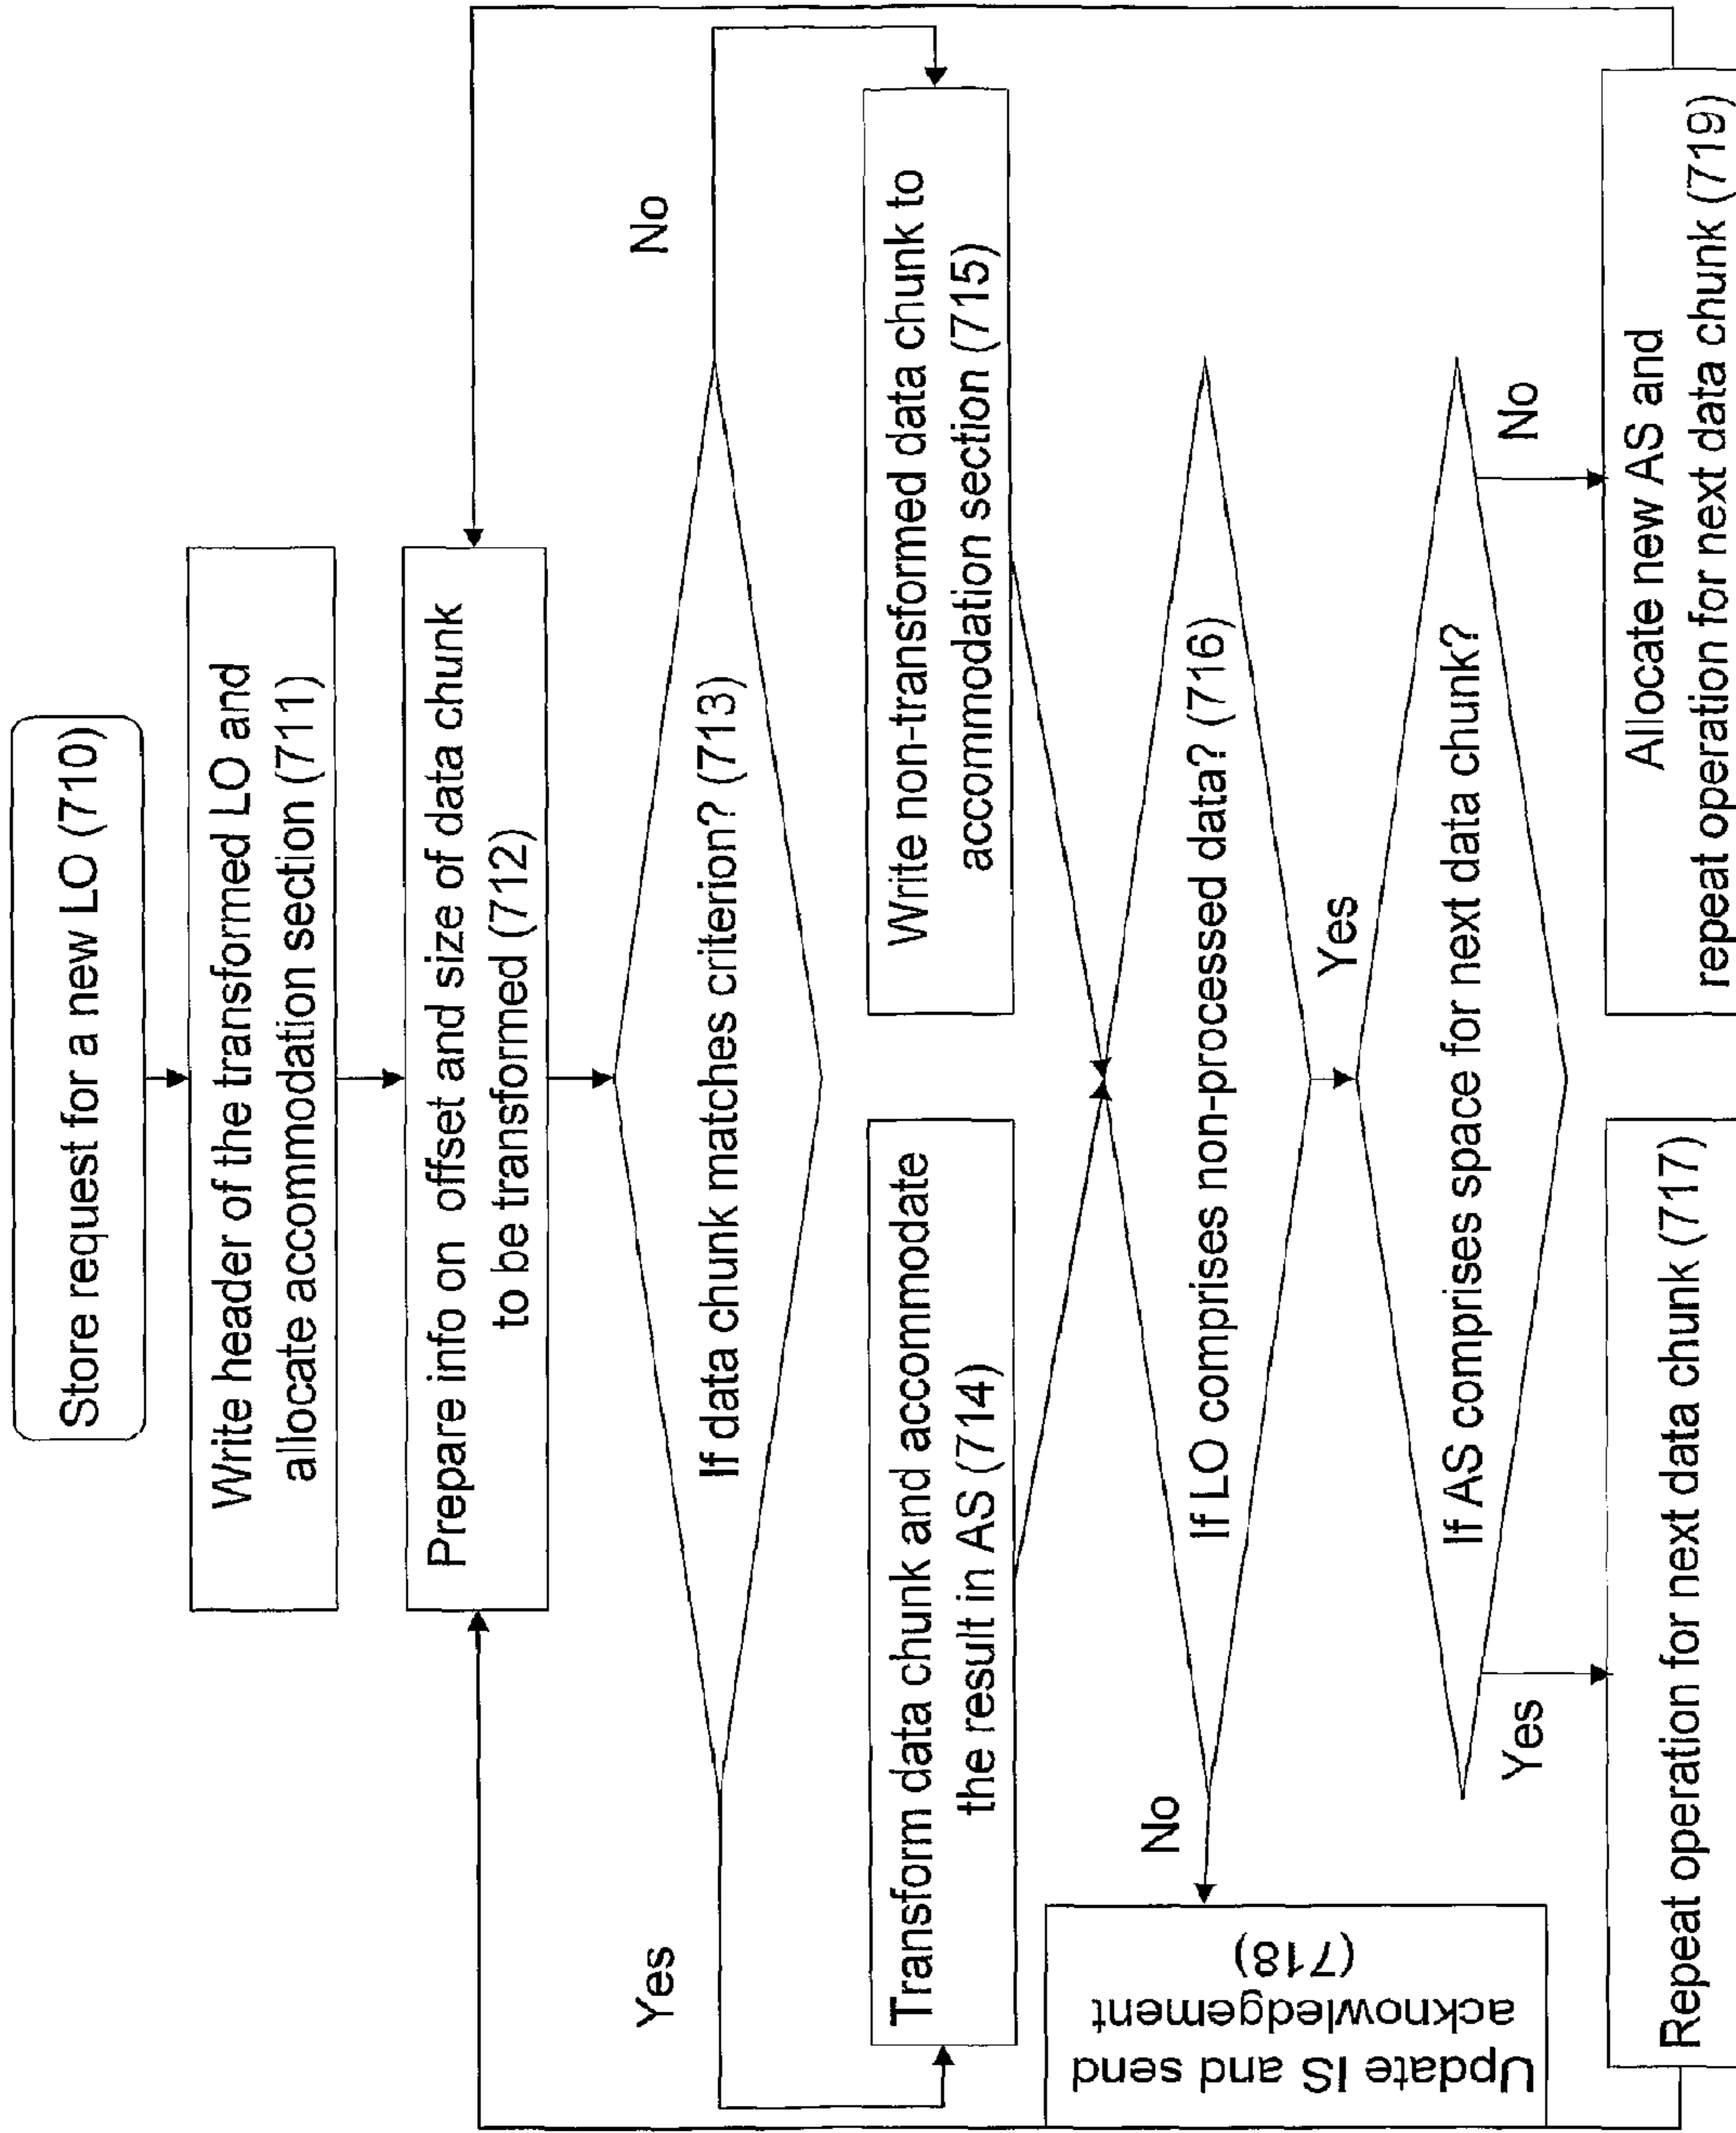 Store request for a new LO (710)
Write header of the transformed LO and
allocate accommodation section (711)
Prepare info on offset and size of data chunk
to be transformed (712)
If data chunk matches criterion? (713)
Yes
No
Transform data chunk and accommodate
the result in AS (714)
Write non-transformed data chunk to
accommodation section (715)
If LO comprises non-processed data? (716)
No
Yes
Update IS and send
acknowledgement
(718)
If AS comprises space for next data chunk?
Yes
No
Repeat operation for next data chunk (717)
Allocate new AS and
repeat operation for next data chunk (719)